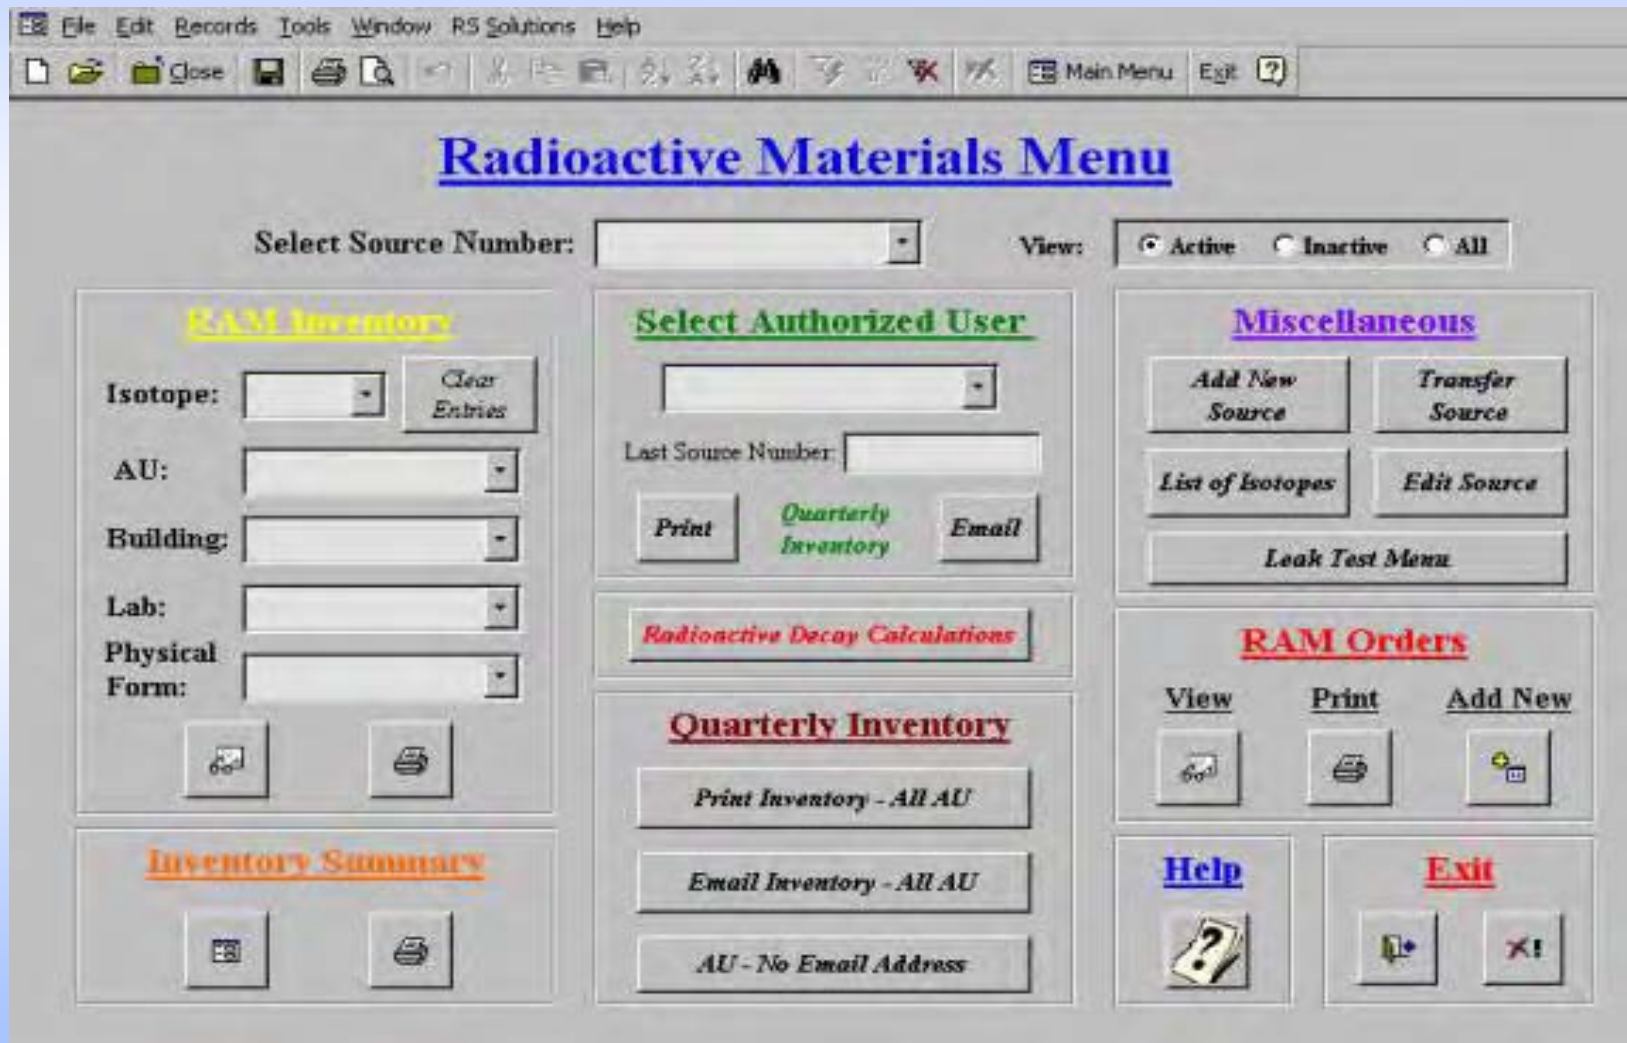 File Edit Records Tools Window RS Solutions Help
Close Main Menu Exit
Radioactive Materials Menu
Select Source Number:
View: Active Inactive All
RAM Inventory
Isotope:
Clear
Entries
AU:
Building:
Lab:
Physical
Form:
Inventory Summary
Select Authorized User
Last Source Number:
Print
Quarterly
Inventory
Email
Radioactive Decay Calculations
Quarterly Inventory
Print Inventory - All AU
Email Inventory - All AU
AU - No Email Address
Miscellaneous
Add New
Source
Transfer
Source
List of Isotopes
Edit Source
Leak Test Menu
RAM Orders
View Print Add New
Help
Exit